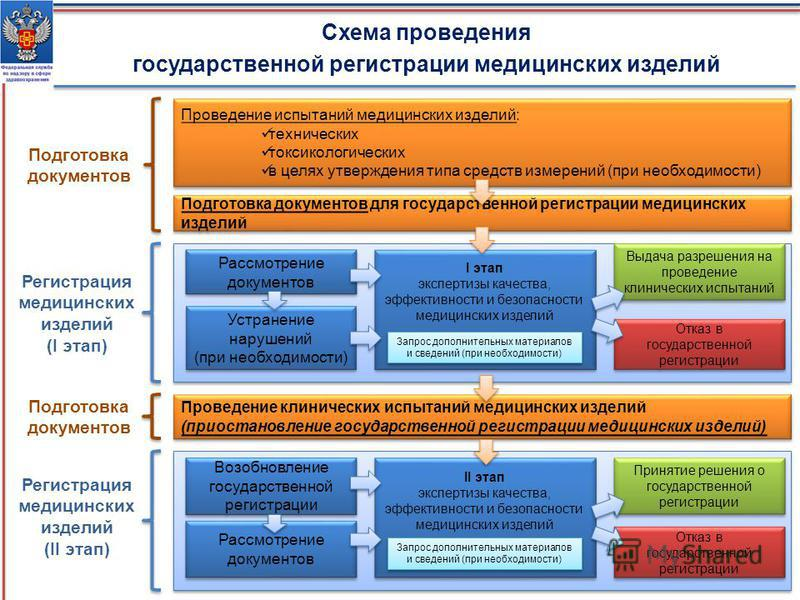 Схема проведения
государственной регистрации медицинских изделий
Федеральная служба
по надзору в сфере
здравоохранения
Подготовка
документов
Проведение испытаний медицинских изделий:
технических
токсикологических
в целях утверждения типа средств измерений (при необходимости)
Подготовка документов для государственной регистрации медицинских
изделий
Регистрация
медицинских
изделий
(I этап)
Рассмотрение
документов
Устранение
нарушений
(при необходимости)
I этап
экспертизы качества,
эффективности и безопасности
медицинских изделий
Запрос дополнительных материалов
и сведений (при необходимости)
Выдача разрешения на
проведение
клинических испытаний
Отказ в
государственной
регистрации
Подготовка
документов
Проведение клинических испытаний медицинских изделий
(приостановление государственной регистрации медицинских изделий)
Регистрация
медицинских
изделий
(II этап)
Возобновление
государственной
регистрации
Рассмотрение
документов
II этап
экспертизы качества,
эффективности и безопасности
медицинских изделий
Запрос дополнительных материалов
и сведений (при необходимости)
Принятие решения о
государственной
регистрации
Отказ в
государственной
регистрации
MyShared